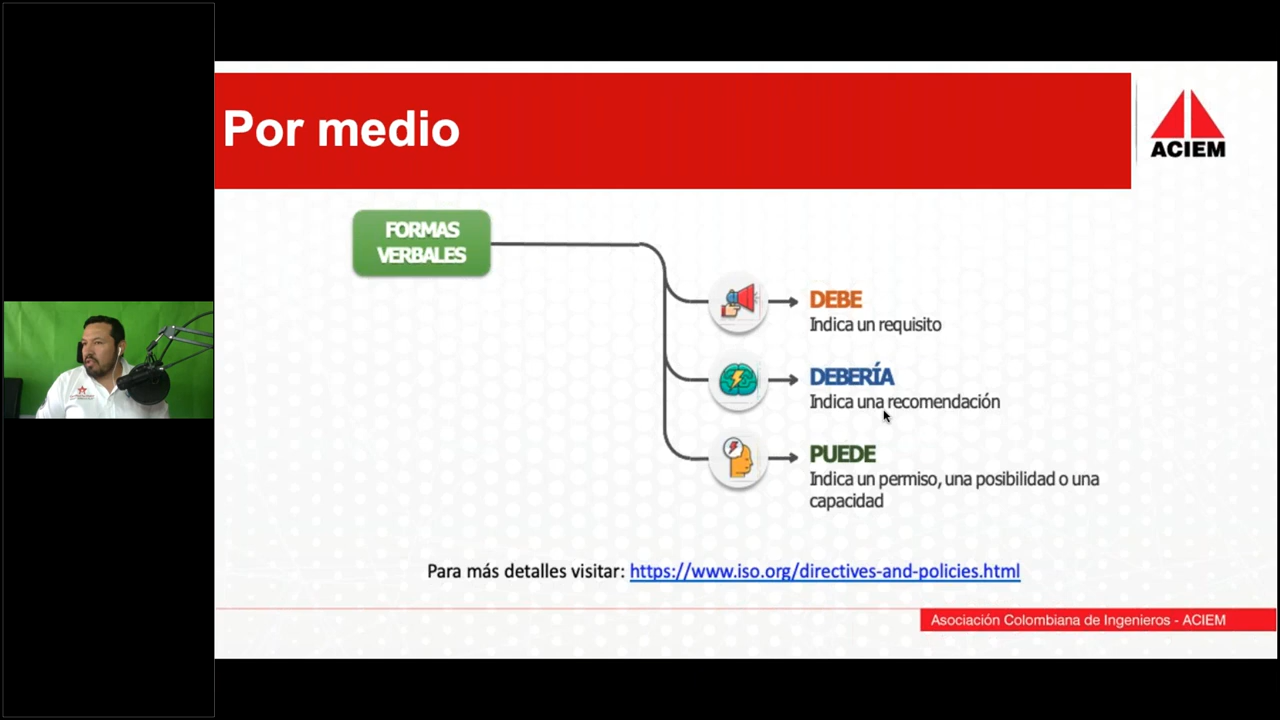 Por medio
ACIEM
FORMAS
VERBALES
DEBE
Indica un requisito
DEBERÍA
Indica una recomendación
PUEDE
Indica un permiso, una posibilidad o una
capacidad
Para más detalles visitar: https://www.iso.org/directives-and-policies.html
Asociación Colombiana de Ingenieros - ACIEM